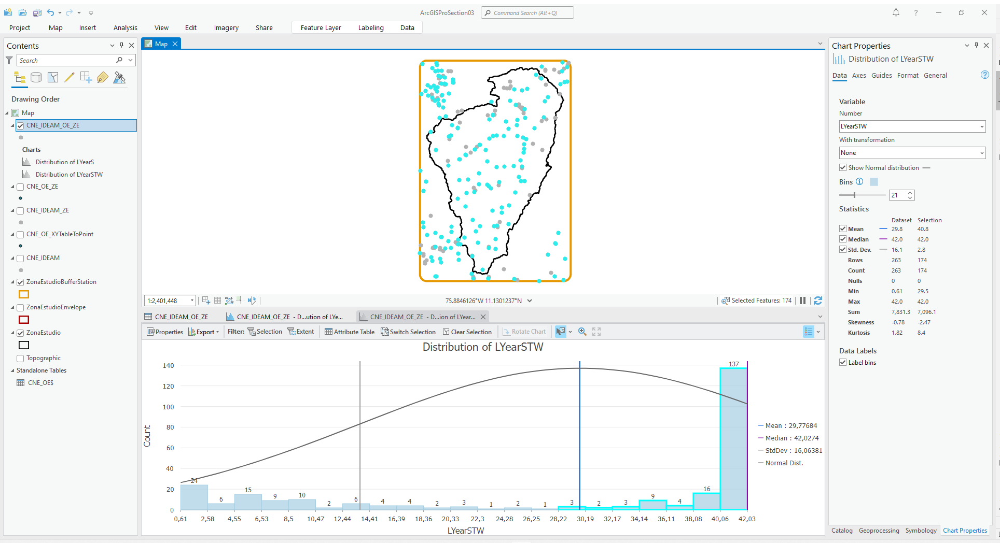 ArcGISProSection03
Command Search (Alt+Q)
?
Project Map Insert Analysis View Edit Imagery Share Feature Layer Labeling Data
Contents
Search
Drawing Order
Map
CNE_IDEAM_OE_ZE
Charts
Distribution of LYearS
Distribution of LYearSTW
CNE_OE_ZE
CNE_IDEAM_ZE
CNE_OE_XYTableToPoint
CNE_IDEAM
ZonaEstudioBufferStation
ZonaEstudioEnvelope
ZonaEstudio
Topographic
Standalone Tables
CNE_OE$
Map
1:2,401,448
75.8846126°W 11.1301237°N
Selected Features: 174
CNE_IDEAM_OE_ZE
CNE_IDEAM_OE_ZE - D...ution of LYe...
CNE_IDEAM_OE_ZE - D...ion of LYear...
Properties Export Filter: Selection Extent Attribute Table Switch Selection Clear Selection Rotate Chart
Distribution of LYearSTW
Count
140
120
100
80
60
40
20
0
24 6 15 9 10 2 6 4 4 2 3 1 2 1 3 2 3 9 4 16 137
0,61 2,58 4,55 6,53 8,5 10,47 12,44 14,41 16,39 18,36 20,33 22,3 24,28 26,25 28,22 30,19 32,17 34,14 36,11 38,08 40,06 42,03
LYearSTW
Mean : 29,77684
Median : 42,0274
StdDev : 16,06381
Normal Dist.
Chart Properties
Distribution of LYearSTW
Data Axes Guides Format General
?
Variable
Number
LYearSTW
With transformation
None
Show Normal distribution
Bins
21
Statistics
Dataset Selection
Mean 29.8 40.8
Median 42.0 42.0
Std. Dev. 16.1 2.8
Rows 263 174
Count 263 174
Nulls 0 0
Min 0.61 29.5
Max 42.0 42.0
Sum 7,831.3 7,096.1
Skewness -0.78 -2.47
Kurtosis 1.82 8.4
Data Labels
Label bins
Catalog Geoprocessing Symbology Chart Properties